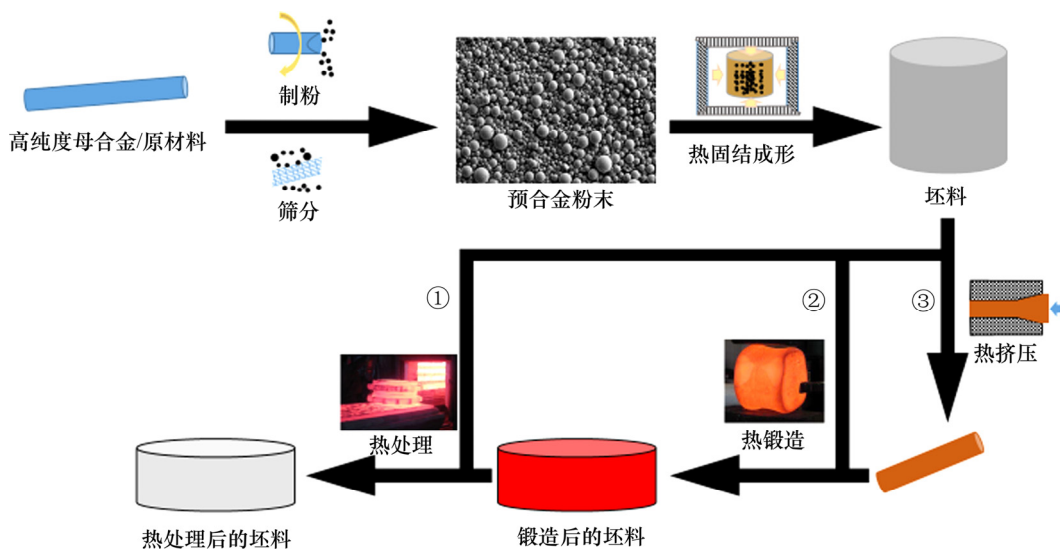 制粉
高纯度母合金/原材料
筛分
预合金粉末
热固结成形
坯料
①
②
③
热挤压
热处理
热锻造
热处理后的坯料
锻造后的坯料